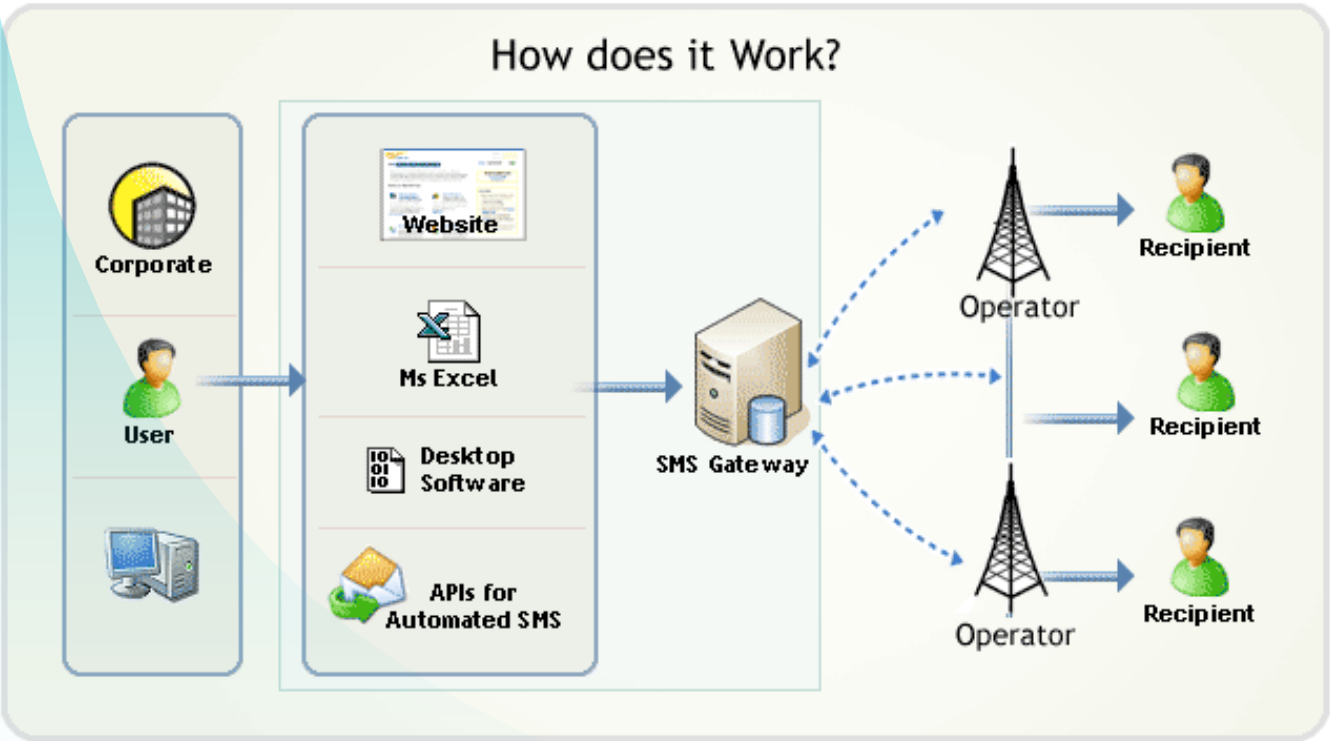 How does it Work?
Corporate
User
Website
Ms Excel
Desktop
Software
APIs for
Automated SMS
SMS Gateway
Operator
Operator
Recipient
Recipient
Recipient